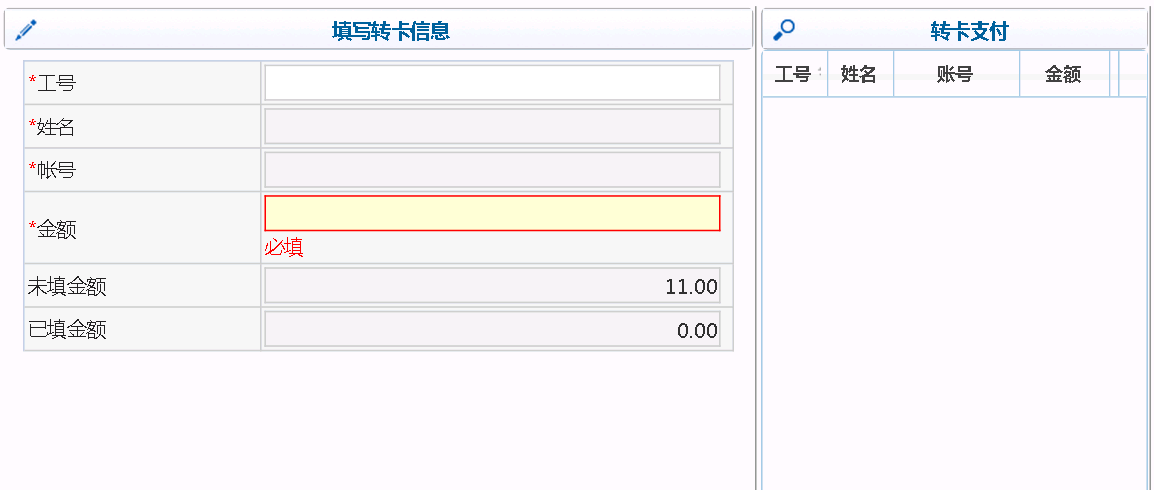 填写转卡信息
*工号
*姓名
*帐号
*金额
必填
未填金额 11.00
已填金额 0.00
转卡支付
工号 姓名 账号 金额